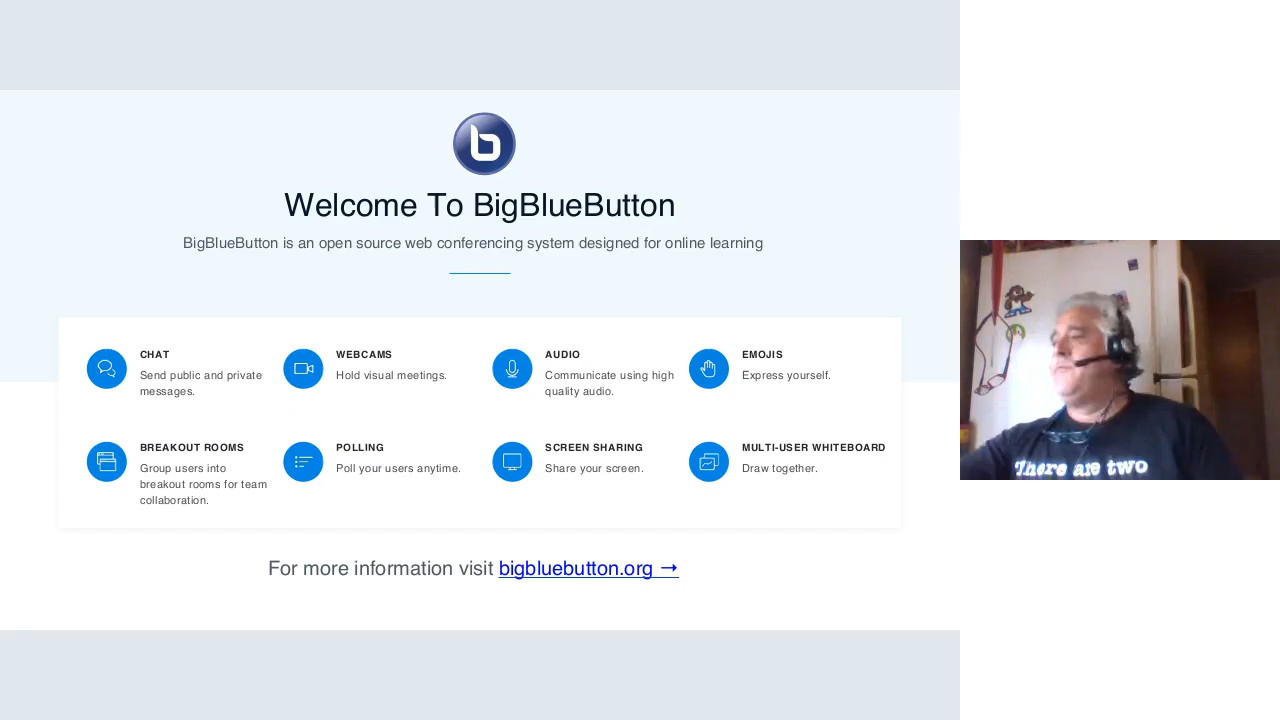 Welcome To BigBlueButton
BigBlueButton is an open source web conferencing system designed for online learning
CHAT
Send public and private
messages.
WEBCAMS
Hold visual meetings.
AUDIO
Communicate using high
quality audio.
EMOJIS
Express yourself.
BREAKOUT ROOMS
Group users into
breakout rooms for team
collaboration.
POLLING
Poll your users anytime.
SCREEN SHARING
Share your screen.
MULTI-USER WHITEBOARD
Draw together.
For more information visit bigbluebutton.org →
There are two